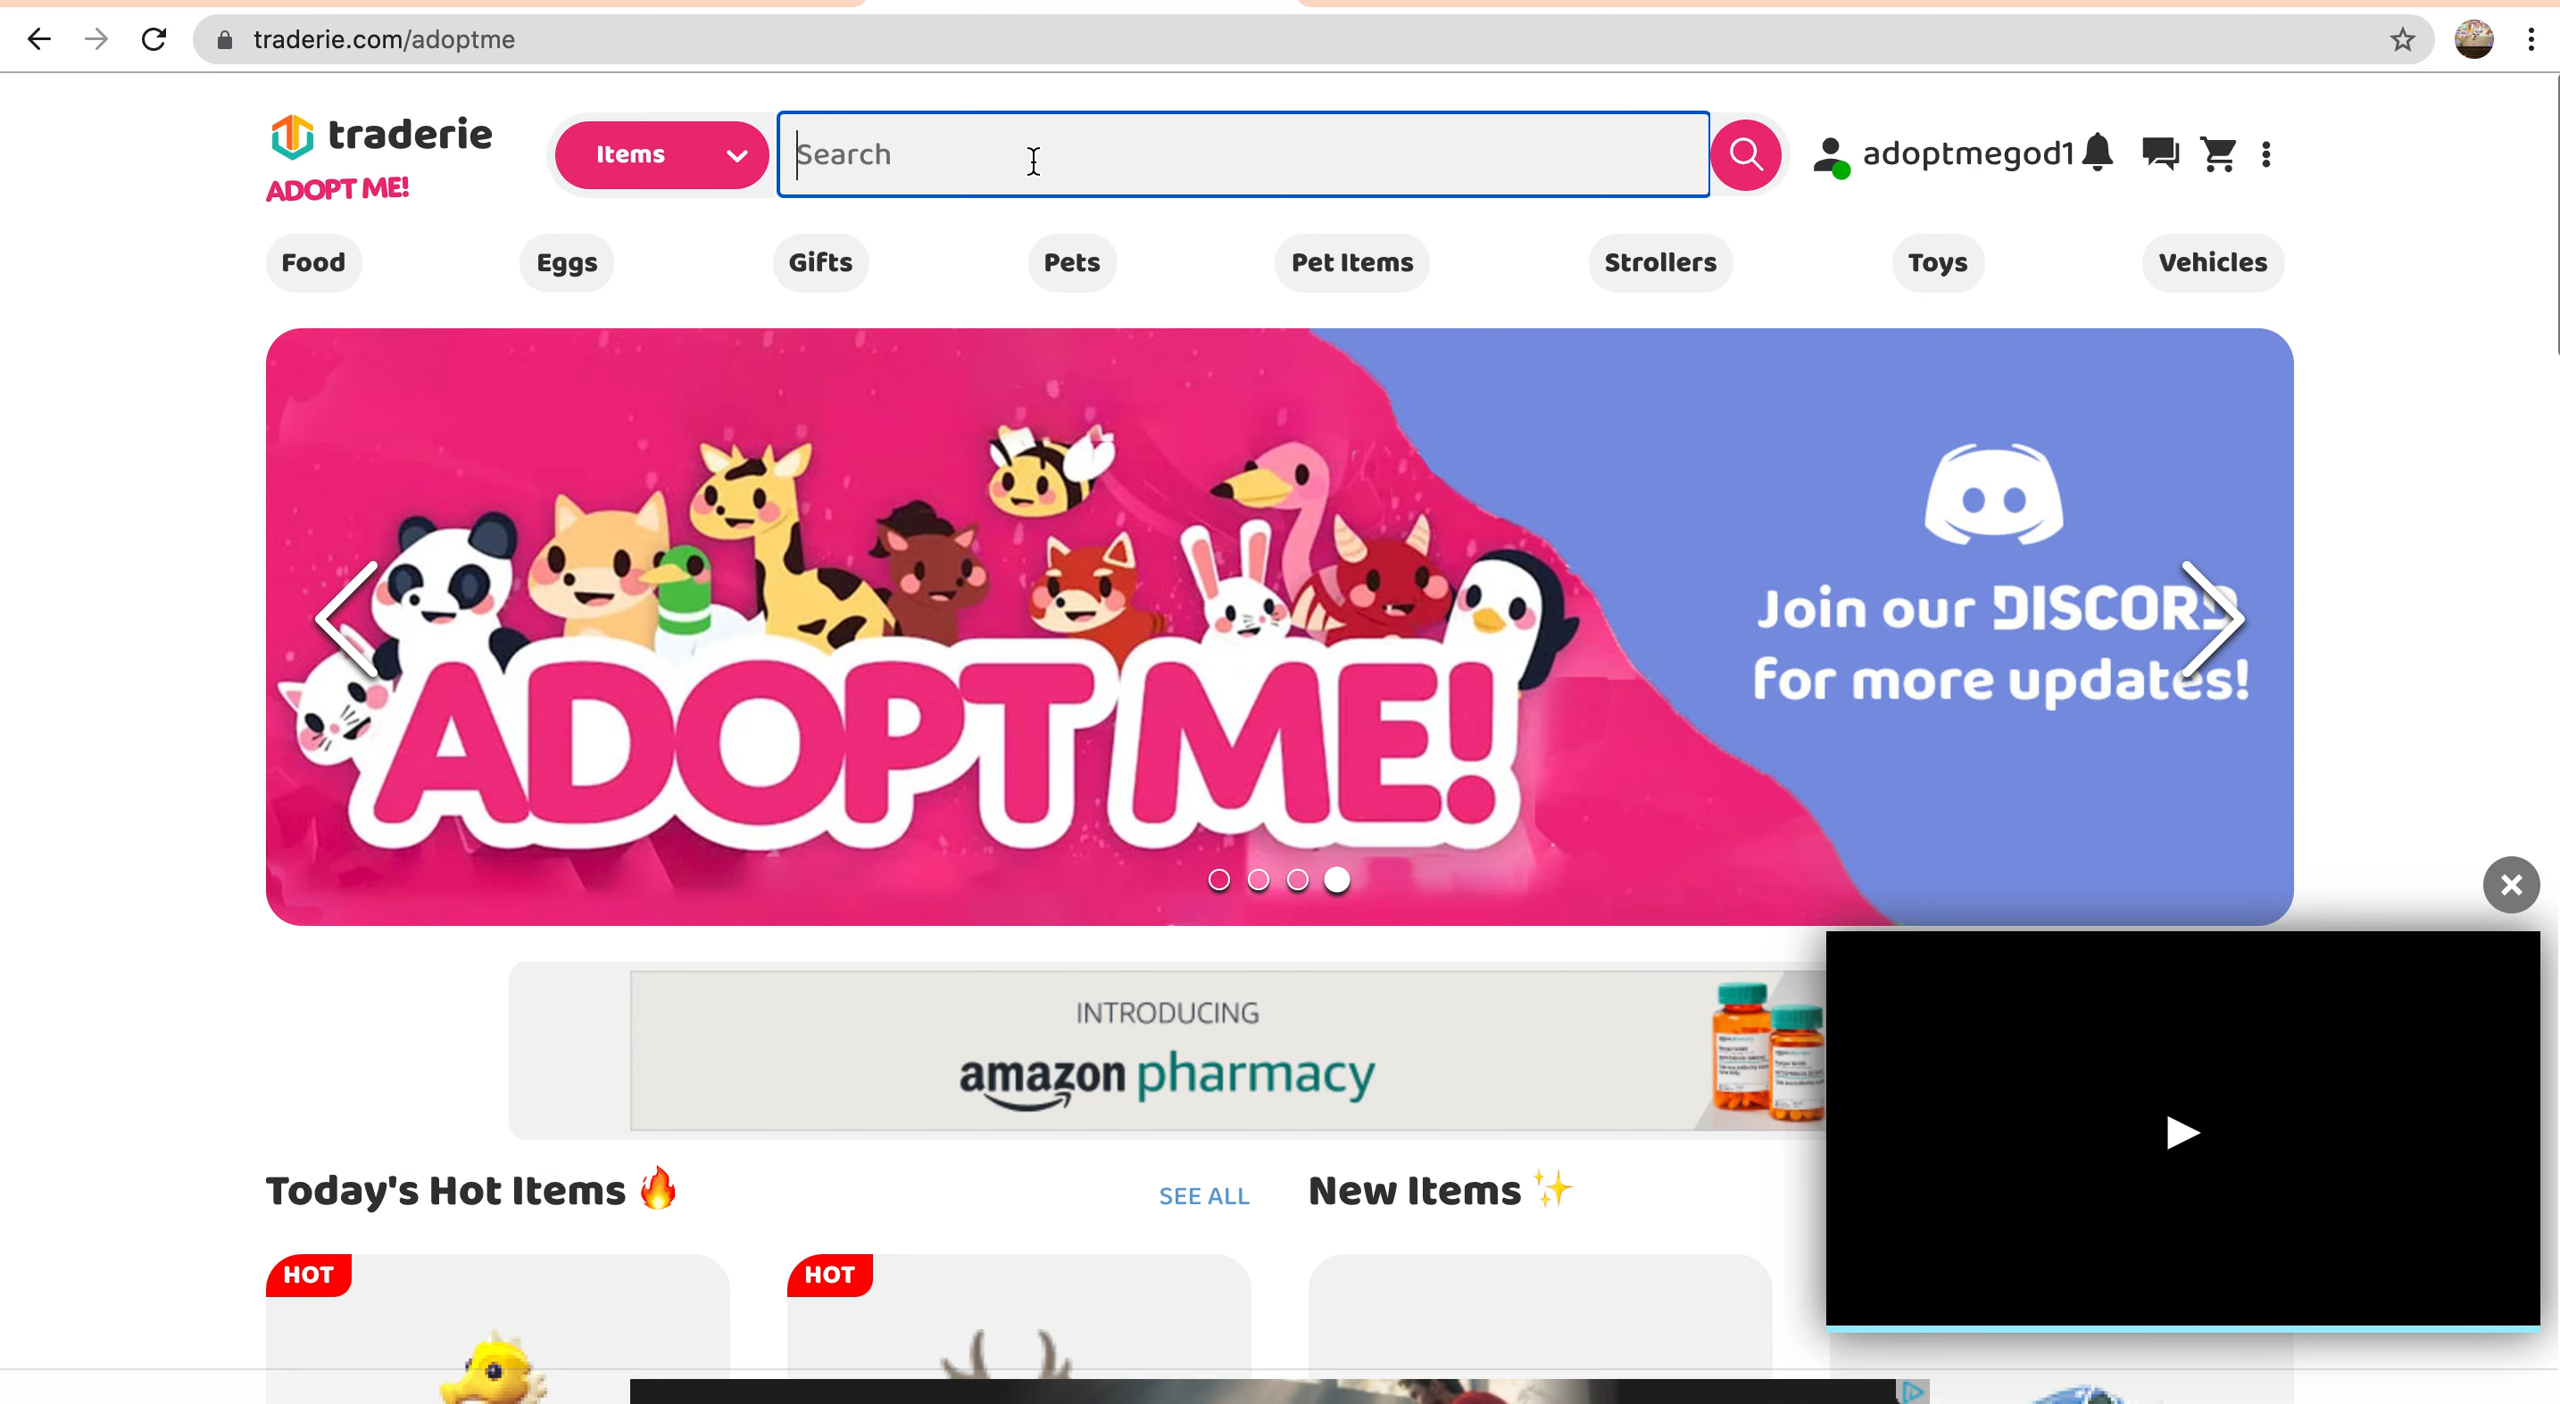 traderie.com/adoptme
traderie
ADOPT ME!
Items
Search
adoptmegod1
Food
Eggs
Gifts
Pets
Pet Items
Strollers
Toys
Vehicles
ADOPT ME!
Join our DISCORD
for more updates!
INTRODUCING
amazon pharmacy
Today's Hot Items
SEE ALL
New Items
HOT
HOT